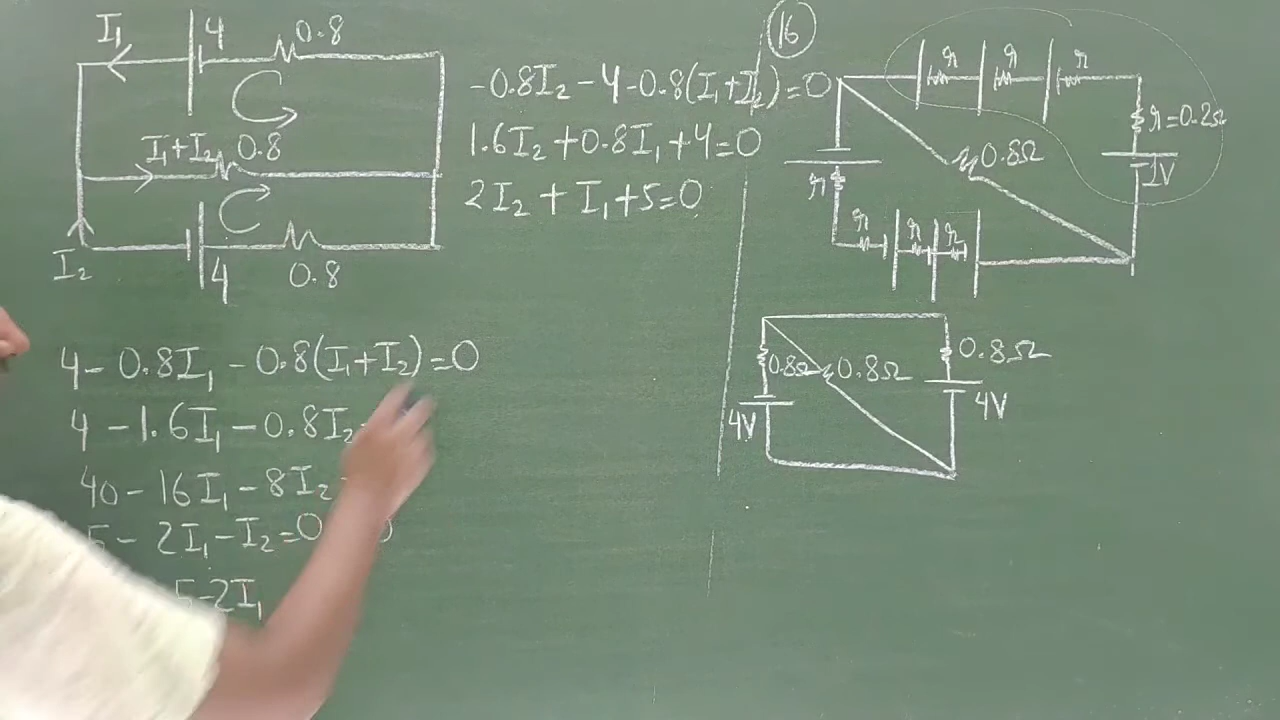 I₁
4
0.8
I₁+I₂
0.8
I₂
4
0.8
4 - 0.8I₁ - 0.8(I₁+I₂)=0
4 - 1.6I₁ - 0.8I₂
40 - 16I₁ - 8I₂
5 - 2I₁ - I₂=0
5-2I₁
-0.8I₂ - 4 - 0.8(I₁+I₂)=0
1.6I₂+0.8I₁+4=0
2I₂ + I₁+5=0
16
r
r
r
r=0.2Ω
1V
0.8Ω
r
r
r
r
0.8Ω
0.8Ω
0.8Ω
4V
4V